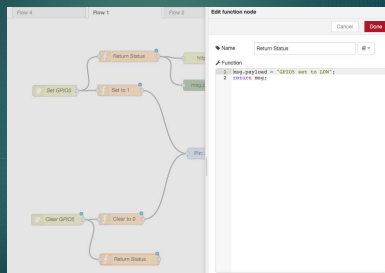 Flow 4
Flow 1
Flow 2
Edit function node
Cancel
Done
Name
Return Status
Function
1 msg.payload = "GPIO5 set to LOW";
2 return msg;
Return Status
Set GPIO5
Set to 1
msg.p
Pin:
Clear GPIO5
Clear to 0
Return Status